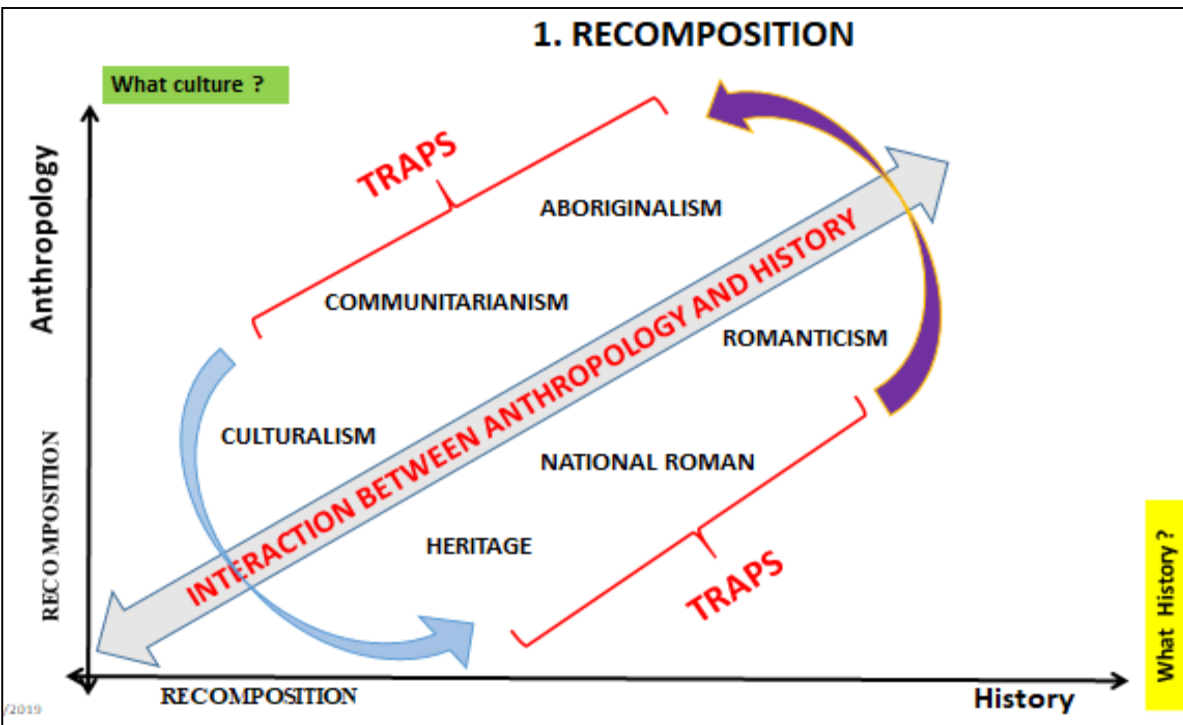 1. RECOMPOSITION
What culture ?
TRAPS
Anthropology
ABORIGINALISM
COMMUNITARIANISM
INTERACTION BETWEEN ANTHROPOLOGY AND HISTORY
ROMANTICISM
CULTURALISM
NATIONAL ROMAN
RECOMPOSITION
HERITAGE
TRAPS
What History ?
RECOMPOSITION
History
/2019